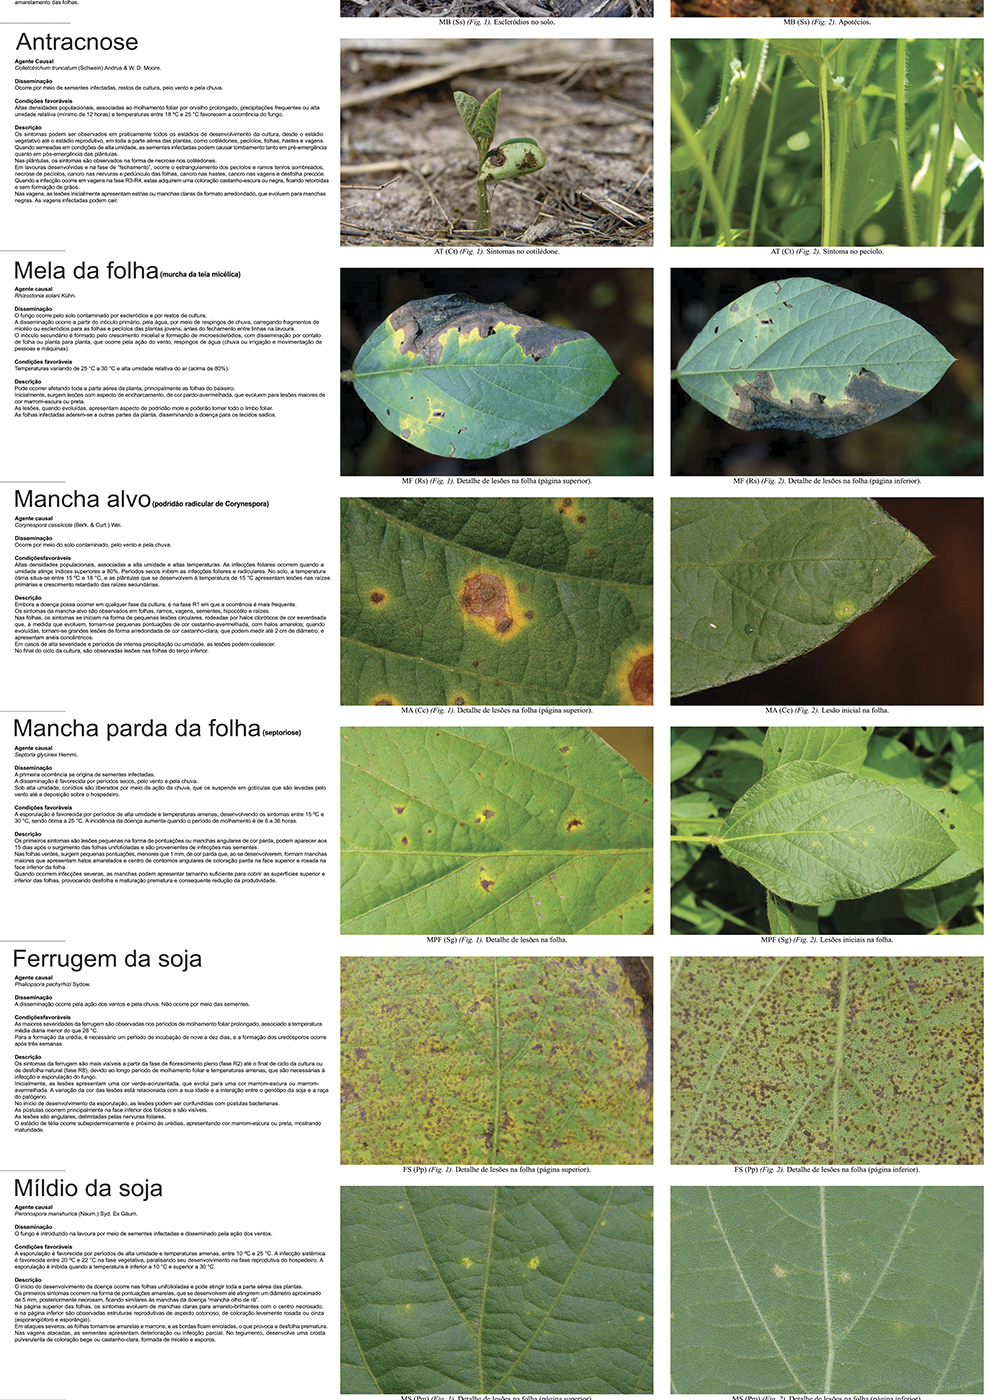 amarelamento das folhas.
MB (Ss) (Fig. 1). Escleródios no solo.
MB (Ss) (Fig. 2). Apotécios.
Antracnose
Agente Causal
Colletotrichum truncatum (Schwein) Andrus & W. D. Moore.
Disseminação
Ocorre por meio de sementes infectadas, restos de cultura, pelo vento e pela chuva.
Condições favoráveis
Altas densidades populacionais, associadas ao molhamento foliar por orvalho prolongado, precipitações frequentes ou alta
umidade relativa (mínimo de 12 horas) e temperaturas entre 18 ºC e 25 °C favorecem a ocorrência do fungo.
Descrição
Os sintomas podem ser observados em praticamente todos os estádios de desenvolvimento da cultura, desde o estádio
vegetativo até o estádio reprodutivo, em toda a parte aérea das plantas, como cotilédones, pecíolos, folhas, hastes e vagens.
Quando semeadas em condições de alta umidade, as sementes infectadas podem causar tombamento tanto em pré-emergência
quanto em pós-emergência das plântulas.
Nas plântulas, os sintomas são observados na forma de necrose nos cotilédones.
Em lavouras desenvolvidas e na fase de "fechamento", ocorre o estrangulamento dos pecíolos e ramos tenros sombreados,
necrose de pecíolo, cancro nas nervuras e pedúnculo das folhas, cancro nas hastes, cancro nas vagens e desfolha precoce.
Quando a infecção ocorre em vagens na fase R3-R4, estas adquirem uma coloração castanho-escura ou negra, ficando retorcidas
e sem formação de grãos.
Nas vagens, as lesões inicialmente apresentam estrias ou manchas claras de formato arredondado, que evoluem para manchas
negras. As vagens infectadas podem cair.
AT (Ct) (Fig. 1). Sintomas no cotilédone.
AT (Ct) (Fig. 2). Sintoma no pecíolo.
Mela da folha (murcha da teia micélica)
Agente causal
Rhizoctonia solani Kühn.
Disseminação
O fungo ocorre pelo solo contaminado por escleródios e por restos de cultura.
A disseminação ocorre a partir do inóculo primário, pela água, por meio de respingos de chuva, carregando fragmentos de
micélio ou escleródios para as folhas e pecíolos das plantas jovens, antes do fechamento entre linhas na lavoura.
O inóculo secundário é formado pelo crescimento micelial e formação de microescleródios, com disseminação por contato
de folha ou planta para planta, que ocorre pela ação do vento, respingos de água (chuva ou irrigação e movimentação de
pessoas e máquinas).
Condições favoráveis
Temperaturas variando de 25 °C a 30 °C e alta umidade relativa do ar (acima de 80%).
Descrição
Pode ocorrer afetando toda a parte aérea da planta, principalmente as folhas do baixeiro.
Inicialmente, surgem lesões com aspecto de encharcamento, de cor pardo-avermelhada, que evoluem para lesões maiores de
cor marrom-escura ou preta.
As lesões, quando evoluídas, apresentam aspecto de podridão mole e poderão tomar todo o limbo foliar.
As folhas infectadas aderem-se a outras partes da planta, disseminando a doença para os tecidos sadios.
MF (Rs) (Fig. 1). Detalhe de lesões na folha (página superior).
MF (Rs) (Fig. 2). Detalhe de lesões na folha (página inferior).
Mancha alvo (podridão radicular de Corynespora)
Agente causal
Corynespora cassiicola (Berk. & Curt.) Wei.
Disseminação
Ocorre por meio do solo contaminado, pelo vento e pela chuva.
Condiçõesfavoráveis
Altas densidades populacionais, associadas a alta umidade e altas temperaturas. As infecções foliares ocorrem quando a
umidade atinge índices superiores a 80%. Períodos secos inibem as infecções foliares e radiculares. No solo, a temperatura
ótima situa-se entre 15 ºC e 18 °C, e as plântulas que se desenvolvem à temperatura de 15 °C apresentam lesões nas raízes
primárias e crescimento retardado das raízes secundárias.
Descrição
Embora a doença possa ocorrer em qualquer fase da cultura, é na fase R1 em que a ocorrência é mais frequente.
Os sintomas da mancha-alvo são observados em folhas, ramos, vagens, sementes, hipocótilo e raízes.
Nas folhas, os sintomas se iniciam na forma de pequenas lesões circulares, rodeadas por halos cloróticos de cor esverdeada
que, à medida que evoluem, tornam-se pequenas pontuações de cor castanho-avermelhada, com halos amarelos; quando
evoluídas, tornam-se grandes lesões de forma arredondada de cor castanho-clara, que podem medir até 2 cm de diâmetro, e
apresentam anéis concêntricos.
Em casos de alta severidade e períodos de intensa precipitação ou umidade, as lesões podem coalescer.
No final do ciclo da cultura, são observadas lesões nas folhas do terço inferior.
MA (Cc) (Fig. 1). Detalhe de lesões na folha (página superior).
MA (Cc) (Fig. 2). Lesão inicial na folha.
Mancha parda da folha (septoriose)
Agente causal
Septoria glycines Hemmi.
Disseminação
A primeira ocorrência se origina de sementes infectadas.
A disseminação é favorecida por períodos secos, pelo vento e pela chuva.
Sob alta umidade, conídios são liberados por meio da ação da chuva, que os suspende em gotículas que são levadas pelo
vento até a deposição sobre o hospedeiro.
Condições favoráveis
A esporulação é favorecida por períodos de alta umidade e temperaturas amenas, desenvolvendo os sintomas entre 15 ºC e
30 °C, sendo ótima a 25 °C. A incidência da doença aumenta quando o período de molhamento é de 6 a 36 horas.
Descrição
Os primeiros sintomas são lesões pequenas na forma de pontuações ou manchas angulares de cor parda, podem aparecer aos
15 dias após o surgimento das folhas unifolioladas e são provenientes de infecções nas sementes.
Nas folhas verdes, surgem pequenas pontuações, menores que 1 mm, de cor parda que, ao se desenvolverem, formam manchas
maiores que apresentam halos amarelados e centro de contornos angulares de coloração parda na face superior e rosada na
face inferior da folha.
Quando ocorrem infecções severas, as manchas podem apresentar tamanho suficiente para cobrir as superfícies superior e
inferior das folhas, provocando desfolha e maturação prematura e consequente redução da produtividade.
MPF (Sg) (Fig. 1). Detalhe de lesões na folha.
MPF (Sg) (Fig. 2). Lesões iniciais na folha.
Ferrugem da soja
Agente causal
Phakopsora pachyrhizi Sydow.
Disseminação
A disseminação ocorre pela ação dos ventos e pela chuva. Não ocorre por meio das sementes.
Condiçõesfavoráveis
As maiores severidades da ferrugem são observadas nos períodos de molhamento foliar prolongado, associado a temperatura
média diária menor do que 28 °C.
Para a formação da urédia, é necessário um período de incubação de nove a dez dias, e a formação dos uredósporos ocorre
após três semanas.
Descrição
Os sintomas da ferrugem são mais visíveis a partir da fase de florescimento pleno (fase R2) até o final de ciclo da cultura ou
de desfolha natural (fase R8), devido ao longo período de molhamento foliar e temperaturas amenas, que são necessárias à
infecção e esporulação do fungo.
Inicialmente, as lesões apresentam uma cor verde-acinzentada, que evolui para uma cor marrom-escura ou marrom-
avermelhada. A variação da cor das lesões está relacionada com a sua idade e a interação entre o genótipo da soja e a raça
do patógeno.
No início de desenvolvimento da esporulação, as lesões podem ser confundidas com pústulas bacterianas.
As pústulas ocorrem principalmente na face inferior dos folíolos e são visíveis.
As lesões são angulares, delimitadas pelas nervuras foliares.
O estádio de télia ocorre subepidermicamente e próximo às urédias, apresentando cor marrom-escura ou preta, mostrando
maturidade.
FS (Pp) (Fig. 1). Detalhe de lesões na folha (página superior).
FS (Pp) (Fig. 2). Detalhe de lesões na folha (página inferior).
Míldio da soja
Agente causal
Peronospora manshurica (Naum.) Syd. Ex Gäum.
Disseminação
O fungo é introduzido na lavoura por meio de sementes infectadas e disseminado pela ação dos ventos.
Condições favoráveis
A esporulação é favorecida por períodos de alta umidade e temperaturas amenas, entre 10 ºC e 25 °C. A infecção sistêmica
é favorecida entre 20 ºC e 22 °C na fase vegetativa, paralisando seu desenvolvimento na fase reprodutiva do hospedeiro. A
esporulação é inibida quando a temperatura é inferior a 10 °C e superior a 30 °C.
Descrição
O início do desenvolvimento da doença ocorre nas folhas unifolioladas e pode atingir toda a parte aérea das plantas.
Os primeiros sintomas ocorrem na forma de pontuações amarelas, que se desenvolvem até atingirem um diâmetro aproximado
de 5 mm, posteriormente necrosam, ficando similares às manchas da doença "mancha olho de rã".
Na página superior das folhas, os sintomas evoluem de manchas claras para amarelo-brilhantes com o centro necrosado,
e na página inferior são observadas estruturas reprodutivas de aspecto cotonoso, de coloração levemente rosada ou cinza
(esporangióforo e esporângio).
Em ataques severos, as folhas tornam-se amarelas e marrons, e as bordas ficam enroladas, o que provoca a desfolha prematura.
Nas vagens atacadas, as sementes apresentam deterioração ou infecção parcial. No tegumento, desenvolve uma crosta
pulverulenta de coloração bege ou castanho-clara, formada de micélio e esporos.
MS (Pm) (Fig. 1). Detalhe de lesões na folha (página superior).
MS (Pm) (Fig. 2). Detalhe de lesões na folha (página inferior).